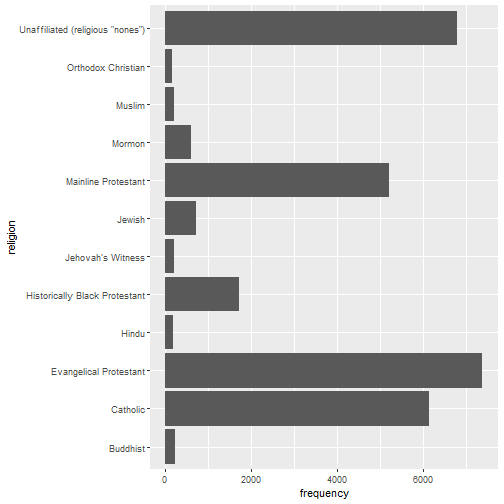 Unaffiliated (religious "nones")
Orthodox Christian
Muslim
Mormon
Mainline Protestant
Jewish
Jehovah's Witness
Historically Black Protestant
Hindu
Evangelical Protestant
Catholic
Buddhist
religion
0 2000 4000 6000
frequency